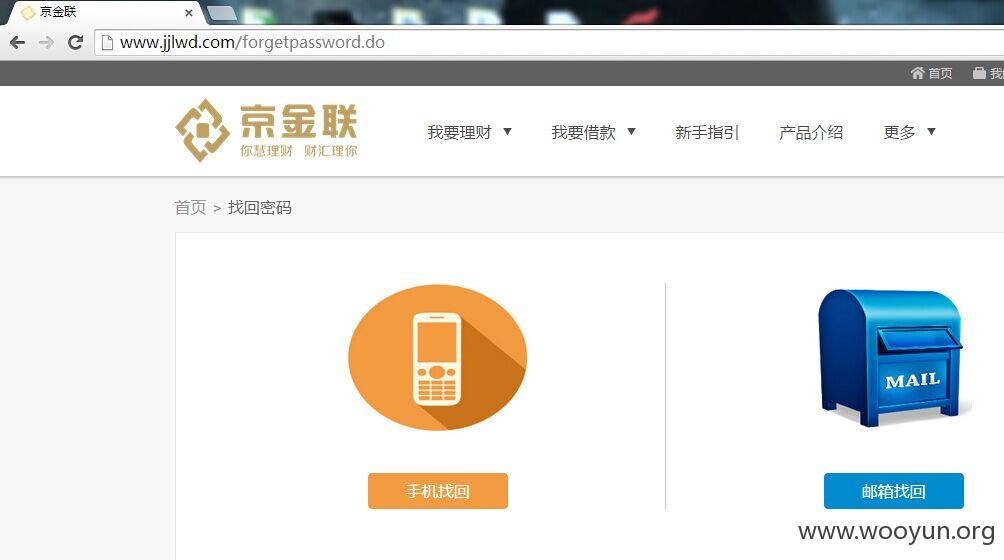 京金联
www.jjlwd.com/forgetpassword.do
首页
京金联
你慧理财 财汇理你
我要理财 我要借款 新手指引 产品介绍 更多
首页 > 找回密码
MAIL
手机找回
邮箱找回
www.wooyun.org